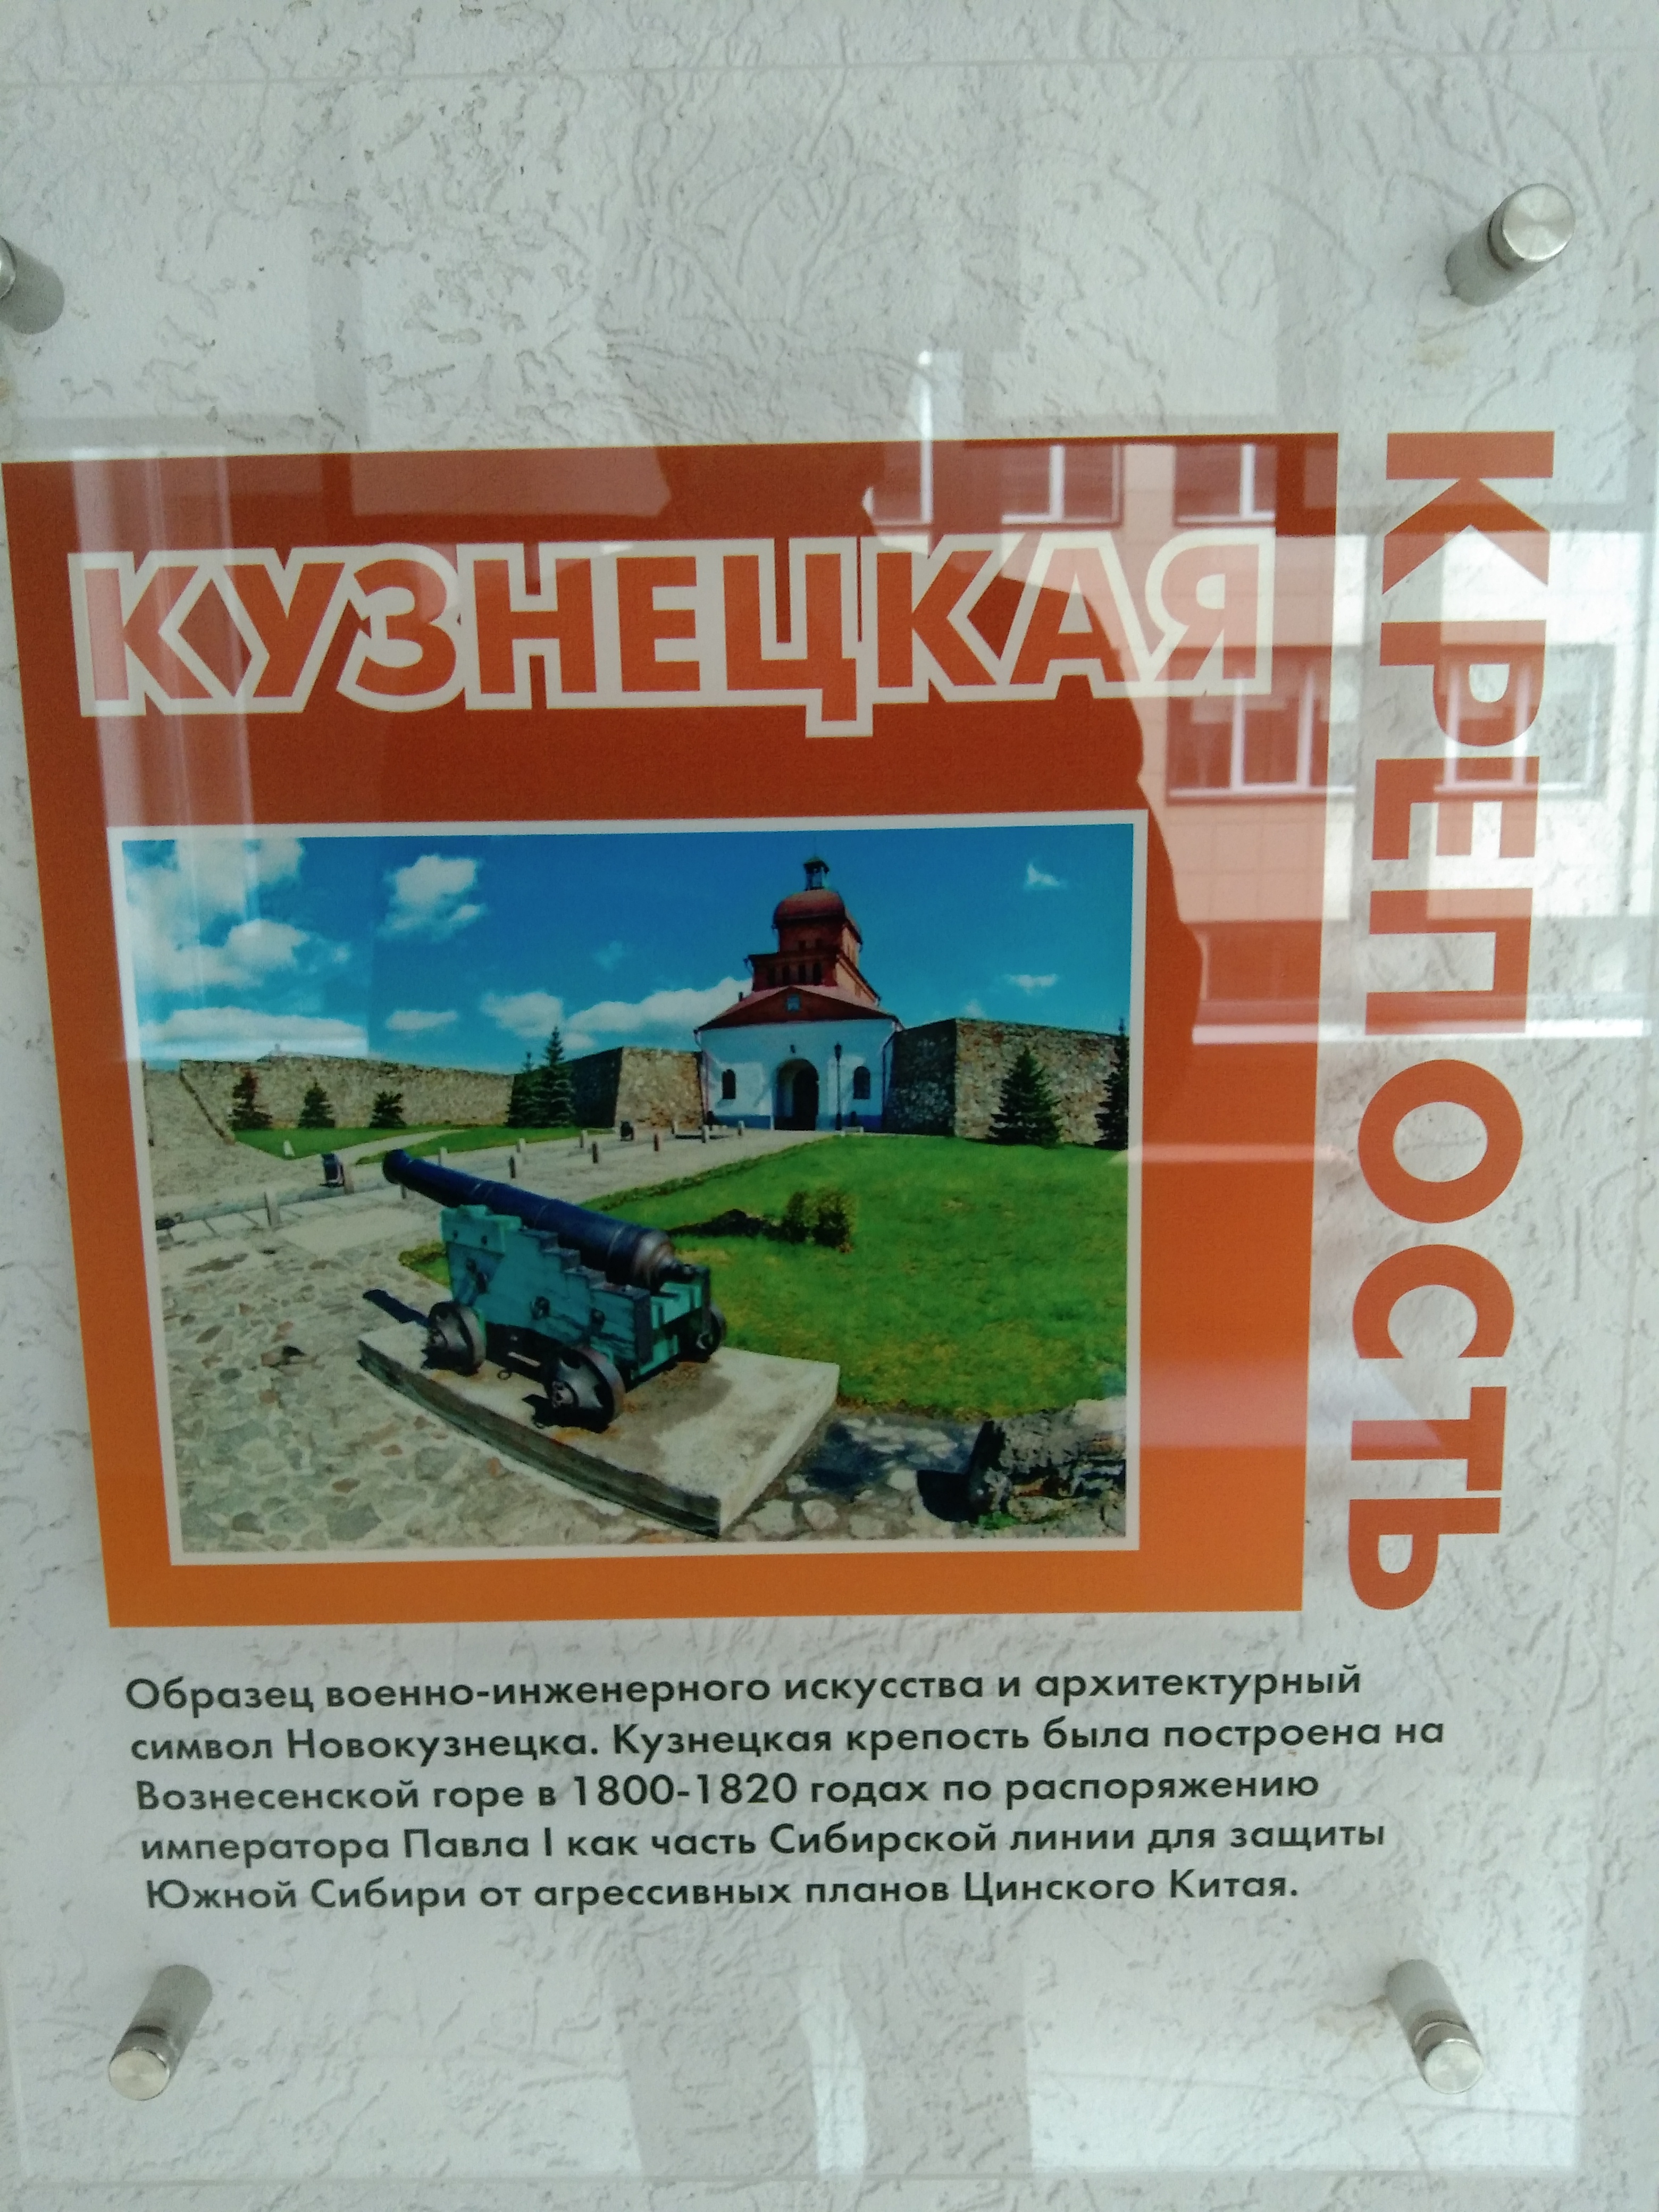 КУЗНЕЦКАЯ
КРЕПОСТЬ
Образец военно-инженерного искусства и архитектурный
символ Новокузнецка. Кузнецкая крепость была построена на
Вознесенской горе в 1800-1820 годах по распоряжению
императора Павла I как часть Сибирской линии для защиты
Южной Сибири от агрессивных планов Цинского Китая.